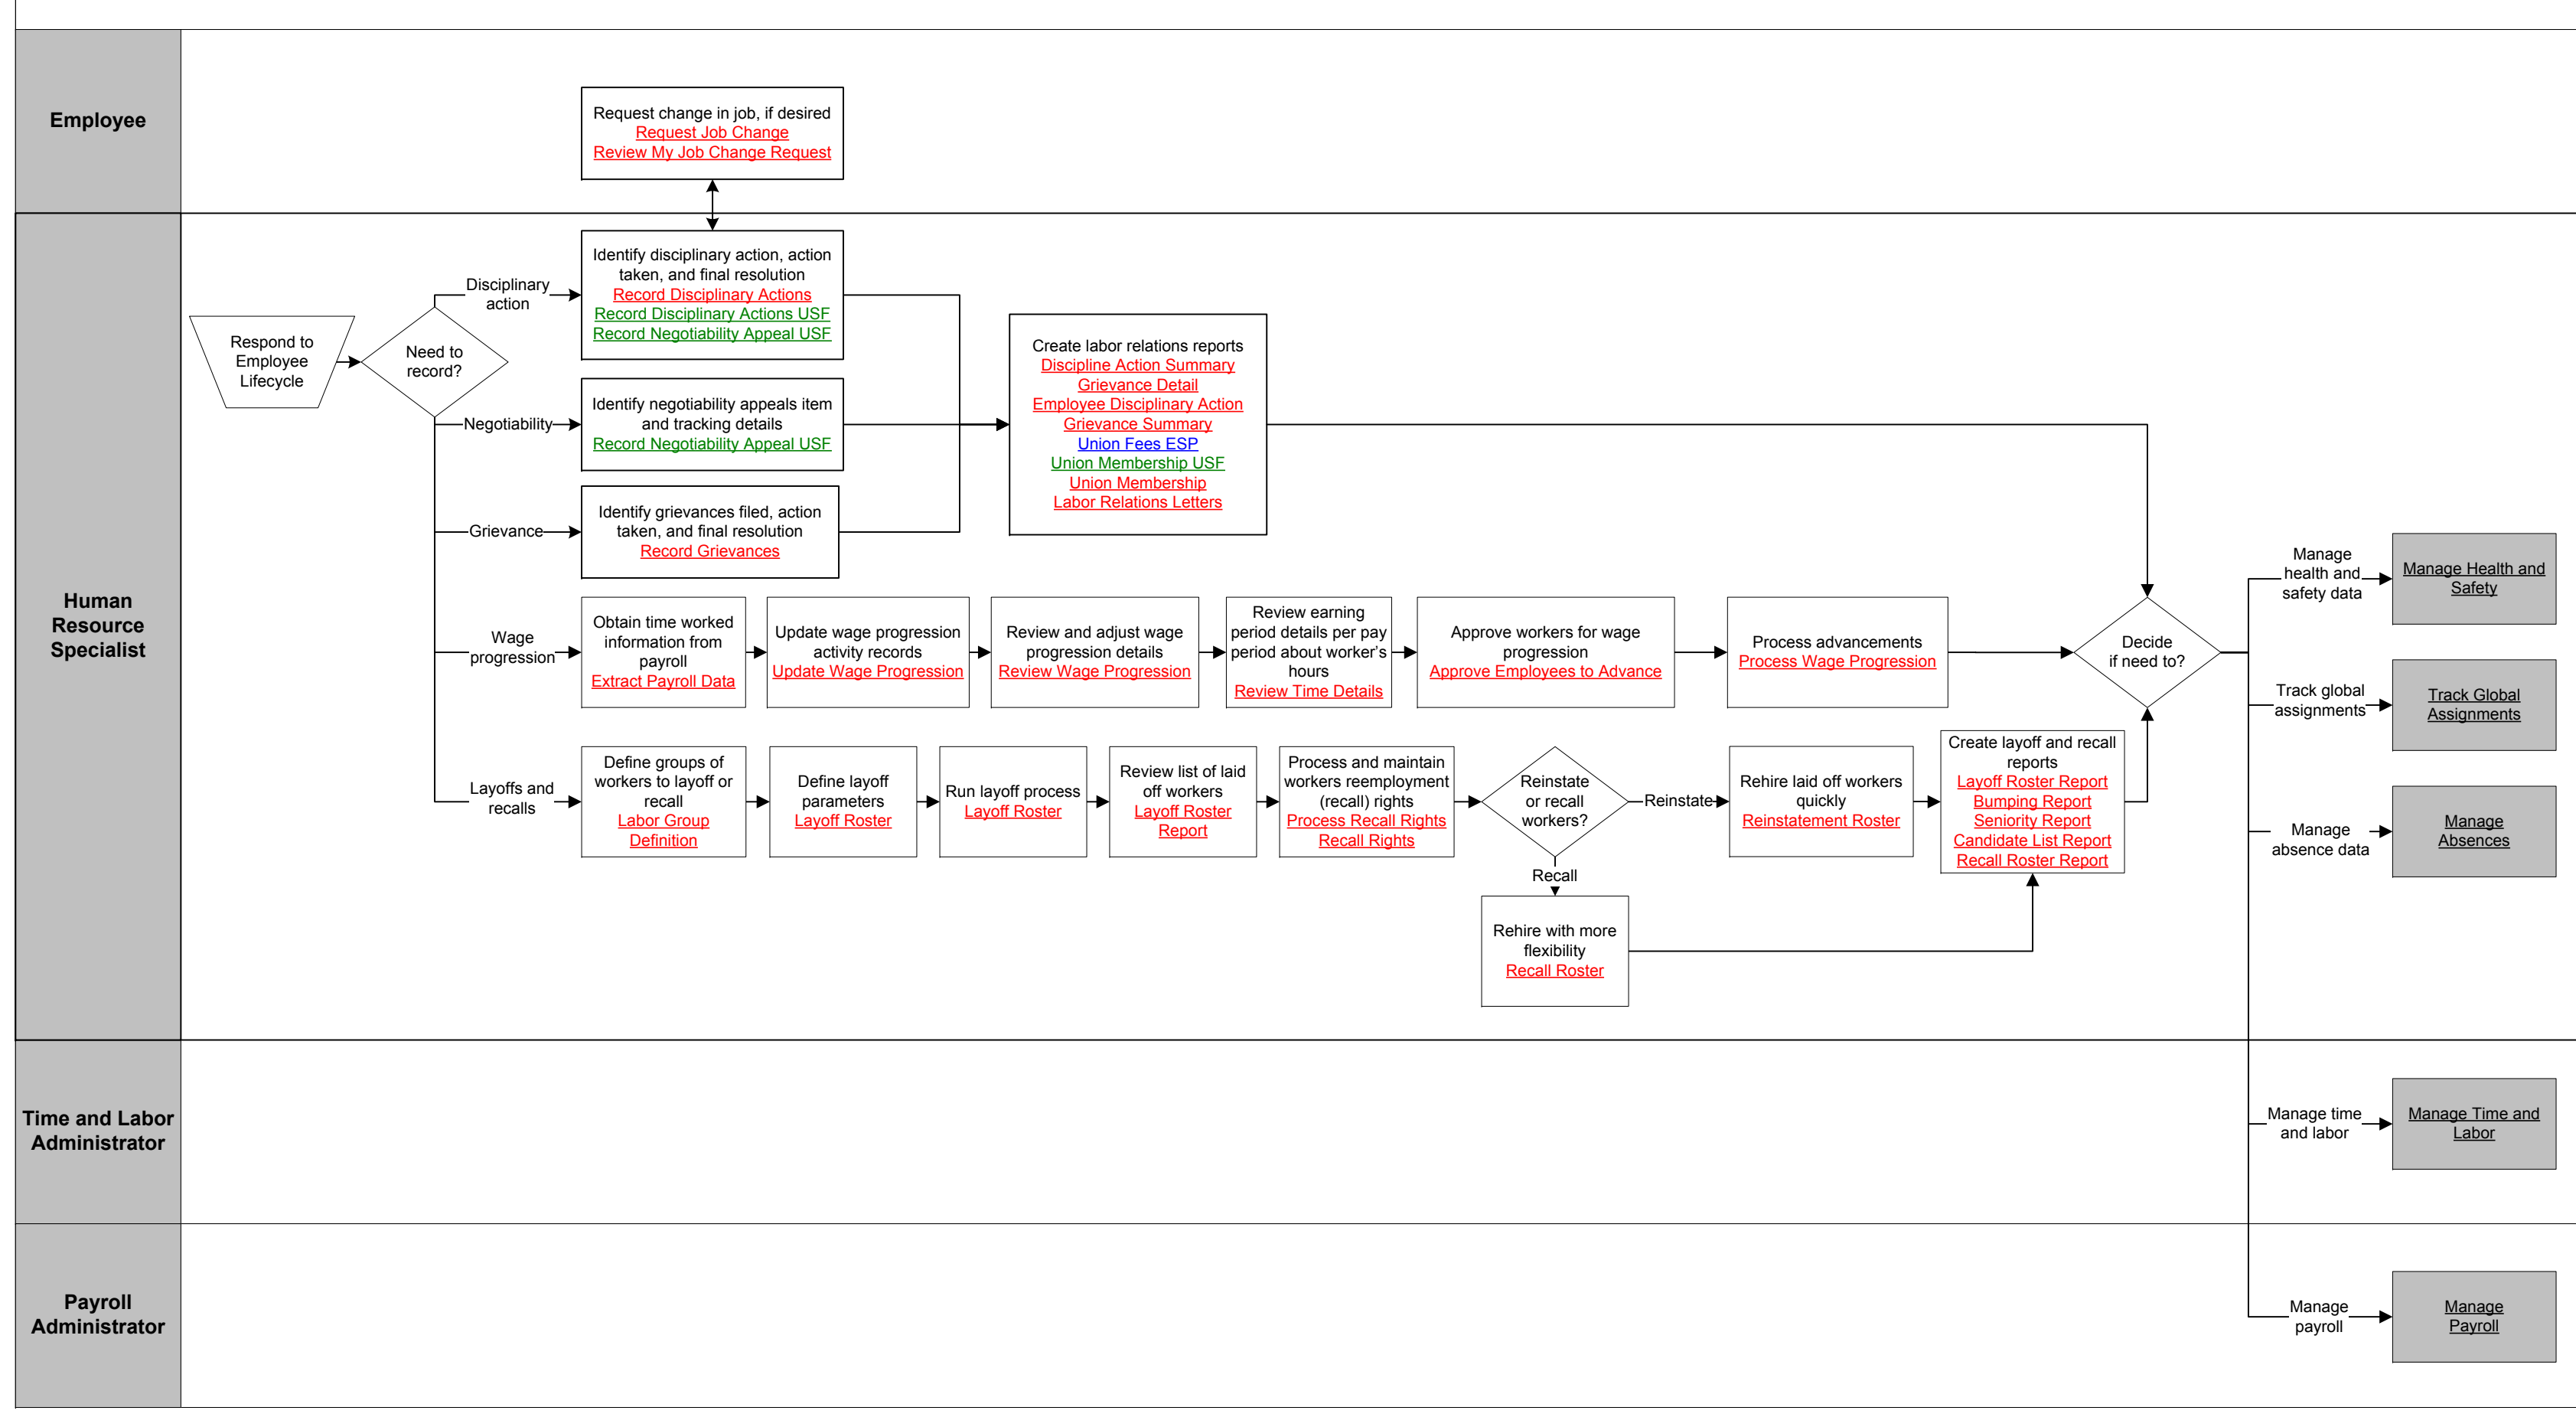 Employee
Request change in job, if desired
Request Job Change
Review My Job Change Request
Human
Resource
Specialist
Respond to
Employee
Lifecycle
Need to
record?
Disciplinary
action
Identify disciplinary action, action
taken, and final resolution
Record Disciplinary Actions
Record Disciplinary Actions USF
Record Negotiability Appeal USF
Negotiability
Identify negotiability appeals item
and tracking details
Record Negotiability Appeal USF
Grievance
Identify grievances filed, action
taken, and final resolution
Record Grievances
Create labor relations reports
Discipline Action Summary
Grievance Detail
Employee Disciplinary Action
Grievance Summary
Union Fees ESP
Union Membership USF
Union Membership
Labor Relations Letters
Wage
progression
Obtain time worked
information from
payroll
Extract Payroll Data
Update wage progression
activity records
Update Wage Progression
Review and adjust wage
progression details
Review Wage Progression
Review earning
period details per pay
period about worker's
hours
Review Time Details
Approve workers for wage
progression
Approve Employees to Advance
Process advancements
Process Wage Progression
Decide
if need to?
Layoffs and
recalls
Define groups of
workers to layoff or
recall
Labor Group
Definition
Define layoff
parameters
Layoff Roster
Run layoff process
Layoff Roster
Review list of laid
off workers
Layoff Roster
Report
Process and maintain
workers reemployment
(recall) rights
Process Recall Rights
Recall Rights
Reinstate
or recall
workers?
Reinstate
Rehire laid off workers
quickly
Reinstatement Roster
Create layoff and recall
reports
Layoff Roster Report
Bumping Report
Seniority Report
Candidate List Report
Recall Roster Report
Recall
Rehire with more
flexibility
Recall Roster
Manage
health and
safety data
Manage Health and
Safety
Track global
assignments
Track Global
Assignments
Manage
absence data
Manage
Absences
Time and Labor
Administrator
Manage time
and labor
Manage Time and
Labor
Payroll
Administrator
Manage
payroll
Manage
Payroll